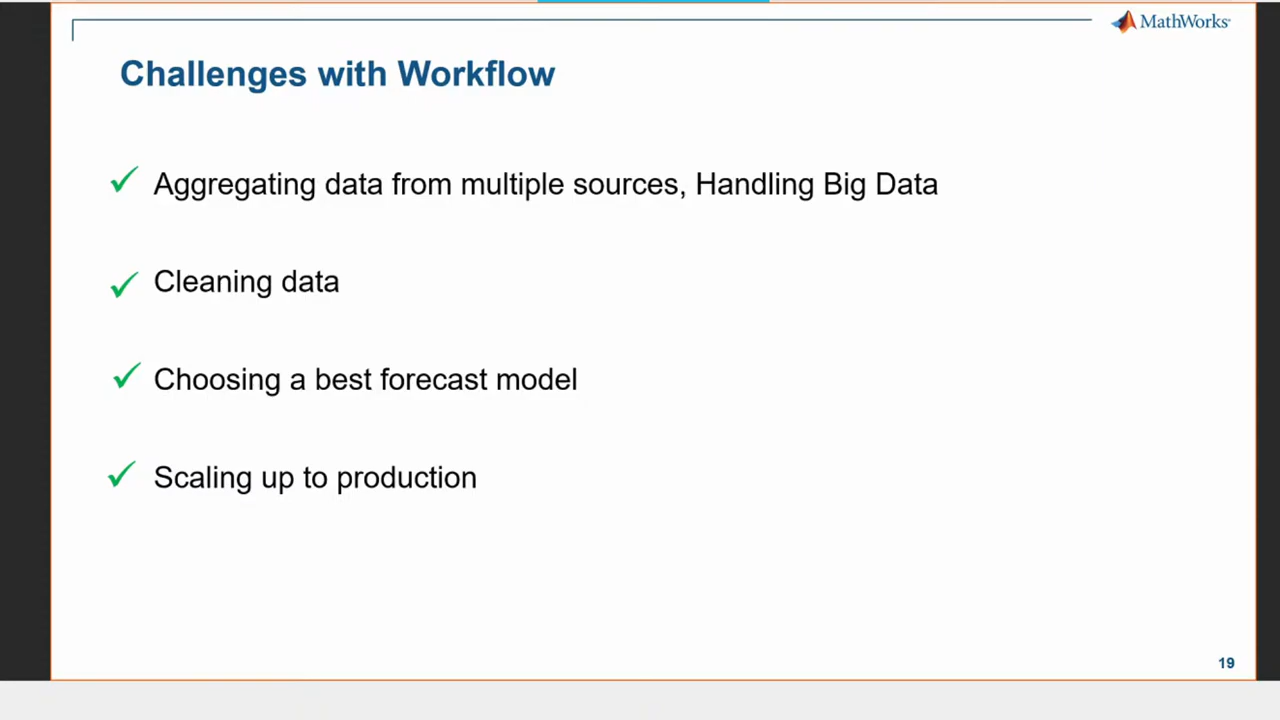 MathWorks®
Challenges with Workflow
Aggregating data from multiple sources, Handling Big Data
Cleaning data
Choosing a best forecast model
Scaling up to production
19